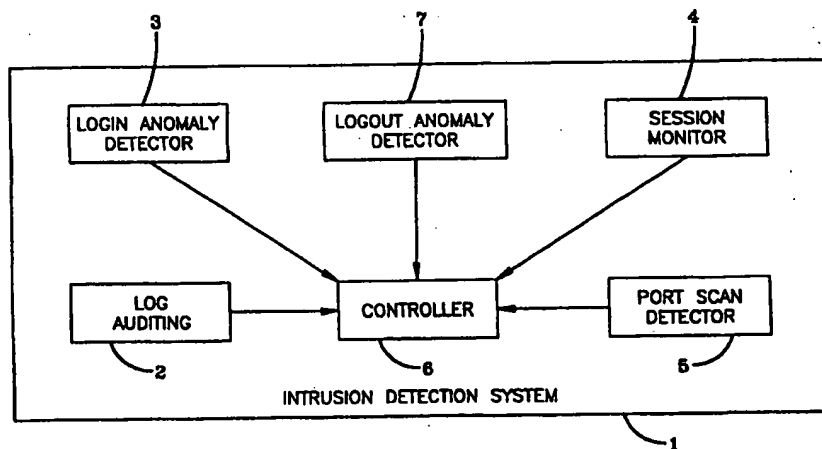 3
7
4
LOGIN ANOMALY
DETECTOR
LOGOUT ANOMALY
DETECTOR
SESSION
MONITOR
LOG
AUDITING
CONTROLLER
PORT SCAN
DETECTOR
2
6
5
INTRUSION DETECTION SYSTEM
1